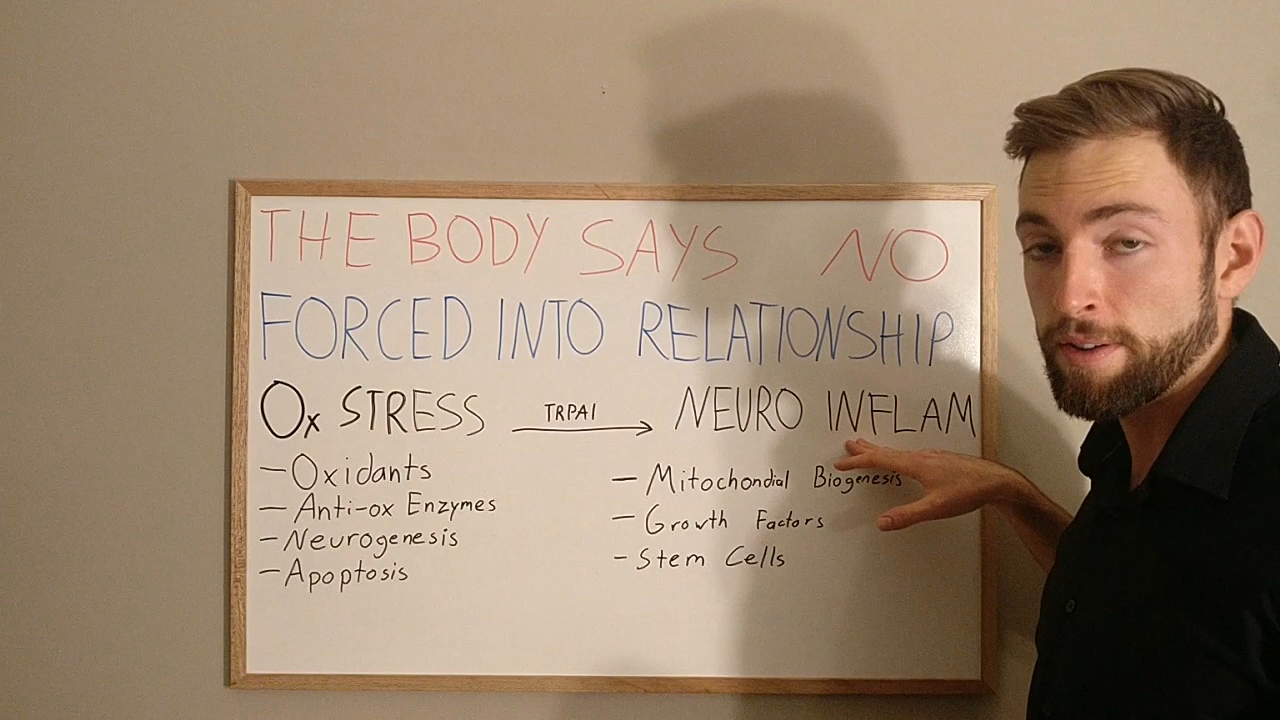 THE BODY SAYS NO
FORCED INTO RELATIONSHIP
Ox STRESS TRPA1 NEURO INFLAM
- Oxidants
- Anti-ox Enzymes
- Neurogenesis
- Apoptosis
- Mitochondial Biogenesis
- Growth Factors
- Stem Cells